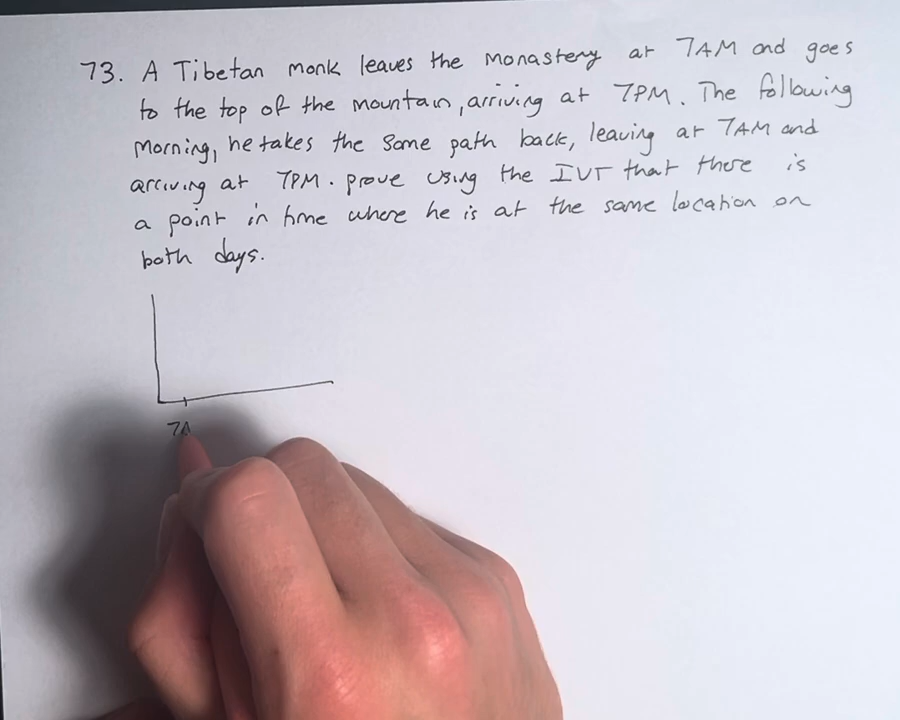 73. A Tibetan monk leaves the monastery at 7AM and goes
to the top of the mountain, arriving at 7PM. The following
morning, he takes the same path back, leaving at 7AM and
arriving at 7PM. prove using the IVT that there is
a point in time where he is at the same location on
both days.
7A